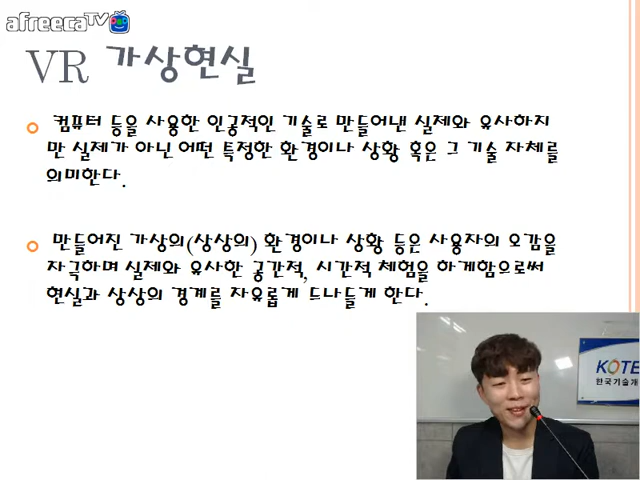 afreecaTV
VR 가상현실
컴퓨터 등을 사용한 인공적인 기술로 만들어낸 실제와 유사하지
만 실제가 아닌 어떤 특정한 환경이나 상황 혹은 그 기술 자체를
의미한다.
만들어진 가상의(상상의) 환경이나 상황 등은 사용자의 오감을
자극하며 실제와 유사한 공간적, 시간적 체험을 하게함으로써
현실과 상상의 경계를 자유롭게 드나들게 한다.
KOTE
한국기술개